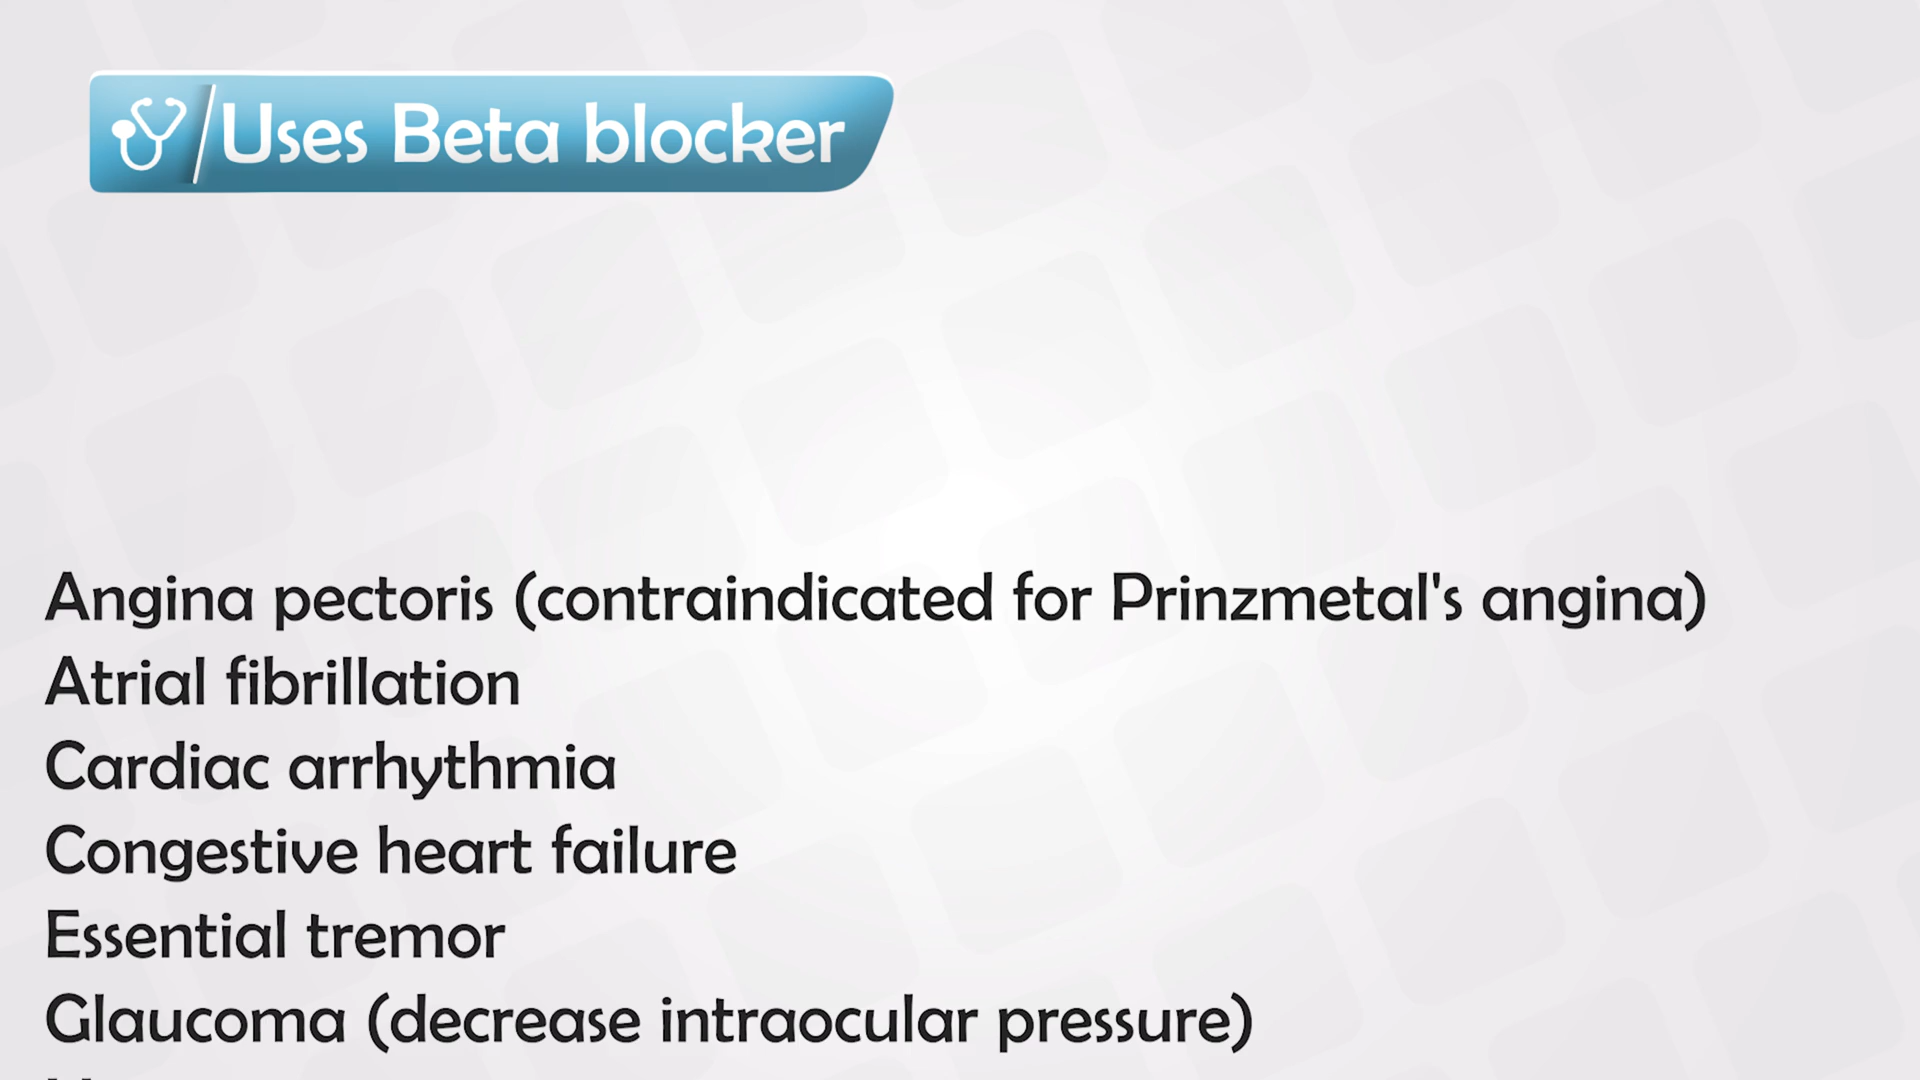 Uses Beta blocker
Angina pectoris (contraindicated for Prinzmetal's angina)
Atrial fibrillation
Cardiac arrhythmia
Congestive heart failure
Essential tremor
Glaucoma (decrease intraocular pressure)